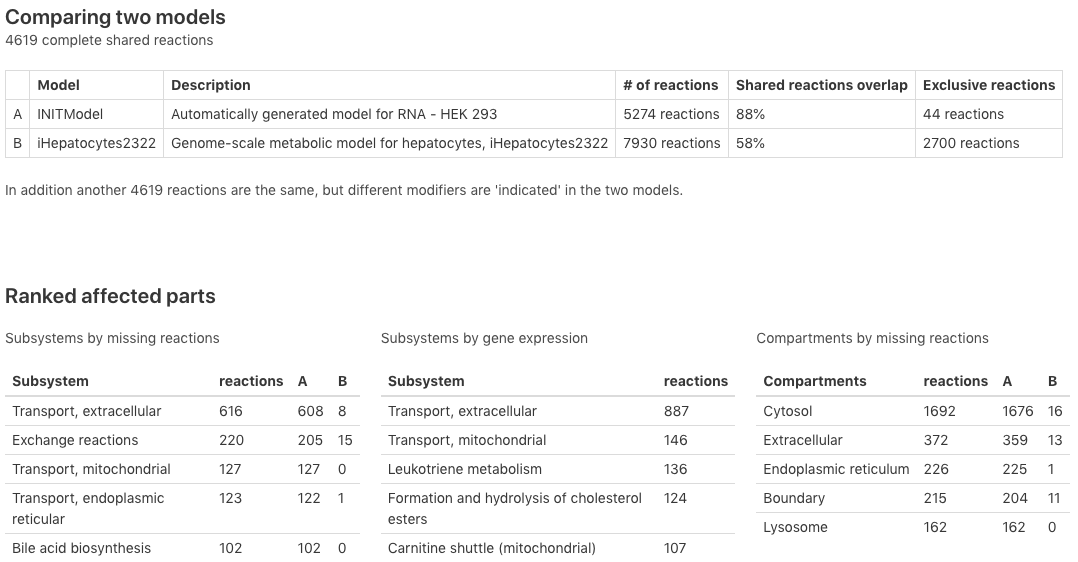 Comparing two models
4619 complete shared reactions
Model Description # of reactions Shared reactions overlap Exclusive reactions
A INITModel Automatically generated model for RNA - HEK 293 5274 reactions 88% 44 reactions
B iHepatocytes2322 Genome-scale metabolic model for hepatocytes, iHepatocytes2322 7930 reactions 58% 2700 reactions
In addition another 4619 reactions are the same, but different modifiers are 'indicated' in the two models.
Ranked affected parts
Subsystems by missing reactions
Subsystem reactions A B
Transport, extracellular 616 608 8
Exchange reactions 220 205 15
Transport, mitochondrial 127 127 0
Transport, endoplasmic 123 122 1
reticular
Bile acid biosynthesis 102 102 0
Subsystems by gene expression
Subsystem reactions
Transport, extracellular 887
Transport, mitochondrial 146
Leukotriene metabolism 136
Formation and hydrolysis of cholesterol 124
esters
Carnitine shuttle (mitochondrial) 107
Compartments by missing reactions
Compartments reactions A B
Cytosol 1692 1676 16
Extracellular 372 359 13
Endoplasmic reticulum 226 225 1
Boundary 215 204 11
Lysosome 162 162 0